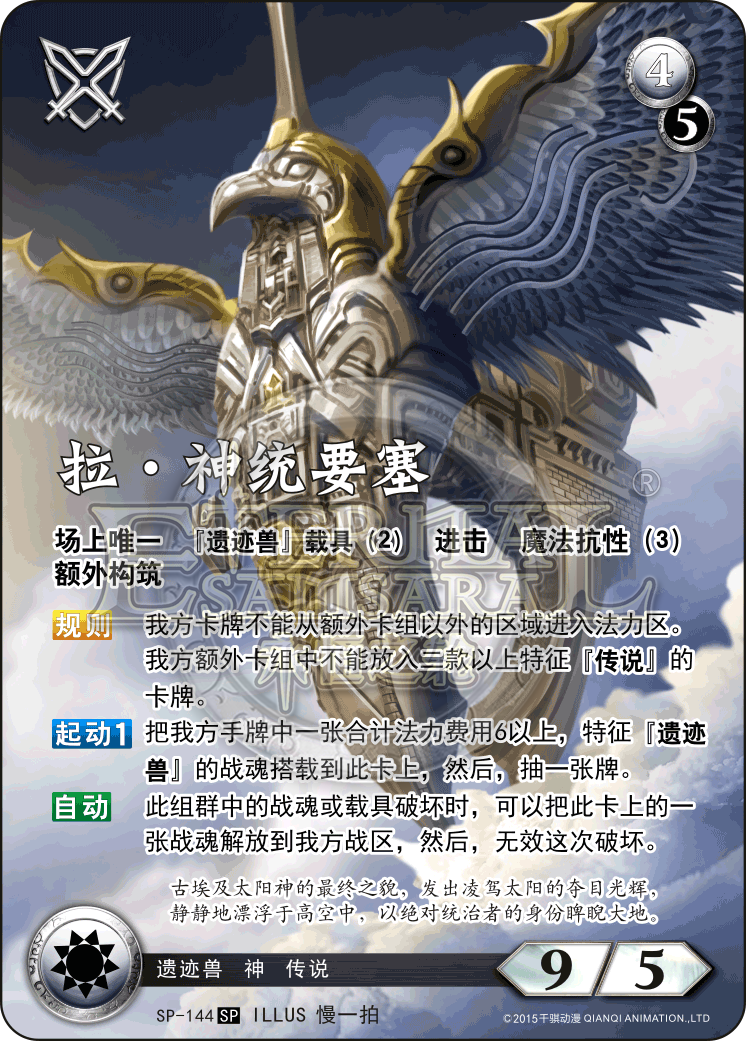 4
5
拉·神统要塞
场上唯一 『遗迹兽』载具（2） 进击 魔法抗性（3）
额外构筑
规则 我方卡牌不能从额外卡组以外的区域进入法力区。
我方额外卡组中不能放入三款以上特征『传说』的
卡牌。
起动1 把我方手牌中一张合计法力费用6以上，特征『遗迹
兽』的战魂搭载到此卡上，然后，抽一张牌。
自动 此组群中的战魂或载具破坏时，可以把此卡上的一
张战魂解放到我方战区，然后，无效这次破坏。
古埃及太阳神的最终之貌，发出凌驾太阳的夺目光辉，
静静地漂浮于高空中，以绝对统治者的身份睥睨大地。
遗迹兽 神 传说
9 5
SP-144 SP ILLUS 慢一拍
©2015千骐动漫 QIANQI ANIMATION.,LTD